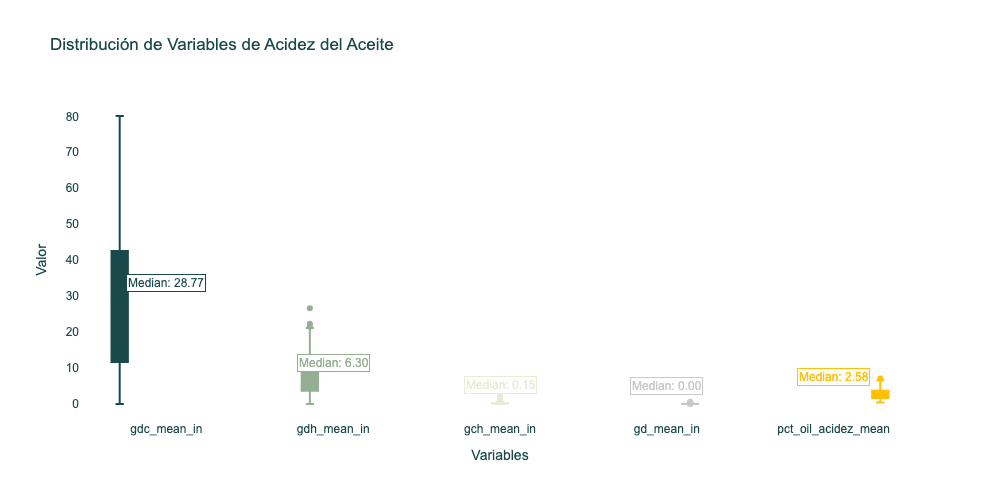 Distribución de Variables de Acidez del Aceite
80
70
60
50
40
30
20
10
0
Valor
Median: 28.77
Median: 6.30
Median: 0.15
Median: 0.00
Median: 2.58
gdc_mean_in
gdh_mean_in
gch_mean_in
gd_mean_in
pct_oil_acidez_mean
Variables